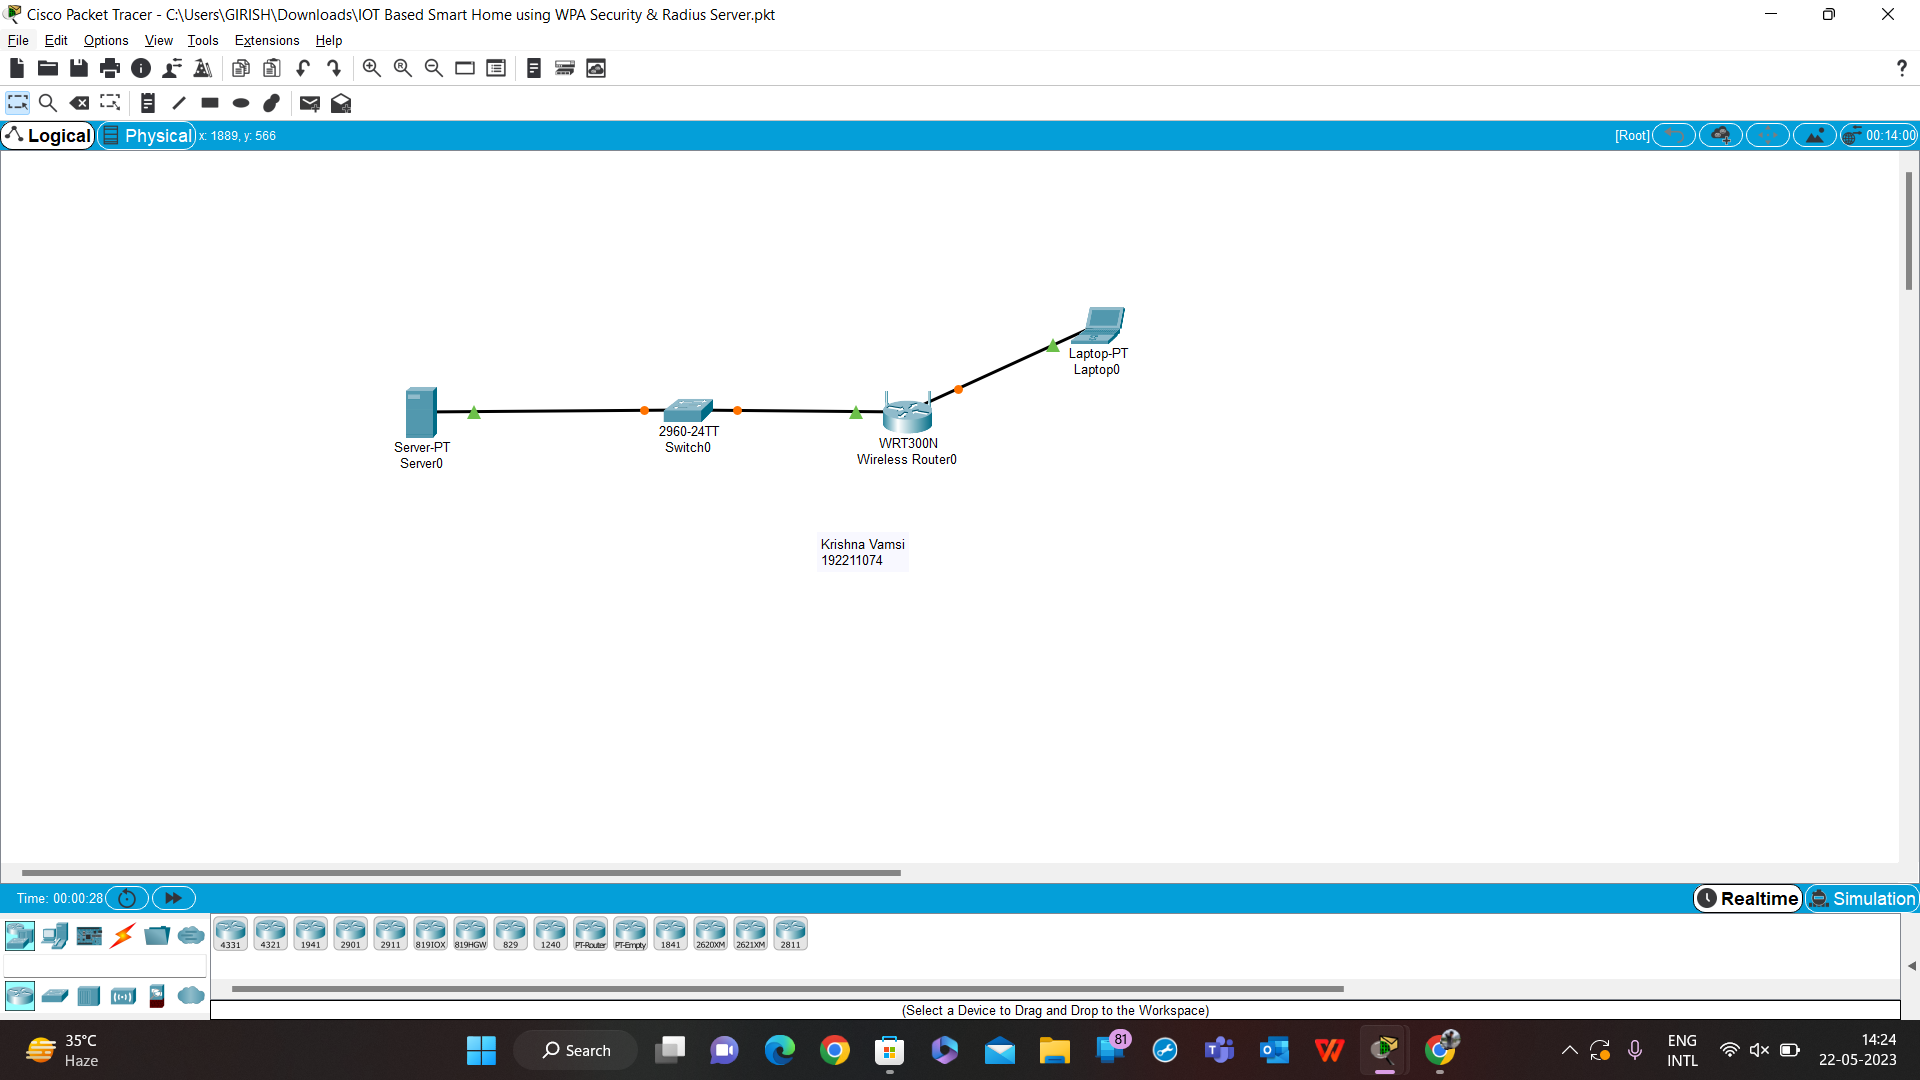 Cisco Packet Tracer - C:\Users\GIRISH\Downloads\IOT Based Smart Home using WPA Security & Radius Server.pkt
File Edit Options View Tools Extensions Help
?
Logical Physical x: 1889, y: 566 [Root] 00:14:00
Laptop-PT
Laptop0
Server-PT
Server0
2960-24TT
Switch0
WRT300N
Wireless Router0
Krishna Vamsi
192211074
Time: 00:00:28 Realtime Simulation
4331 4321 1941 2901 2911 819IOX 819HGW 829 1240 PT-Router PT-Empty 1841 2620XM 2621XM 2811
(Select a Device to Drag and Drop to the Workspace)
35°C
Haze
Search
81
ENG
INTL
14:24
22-05-2023